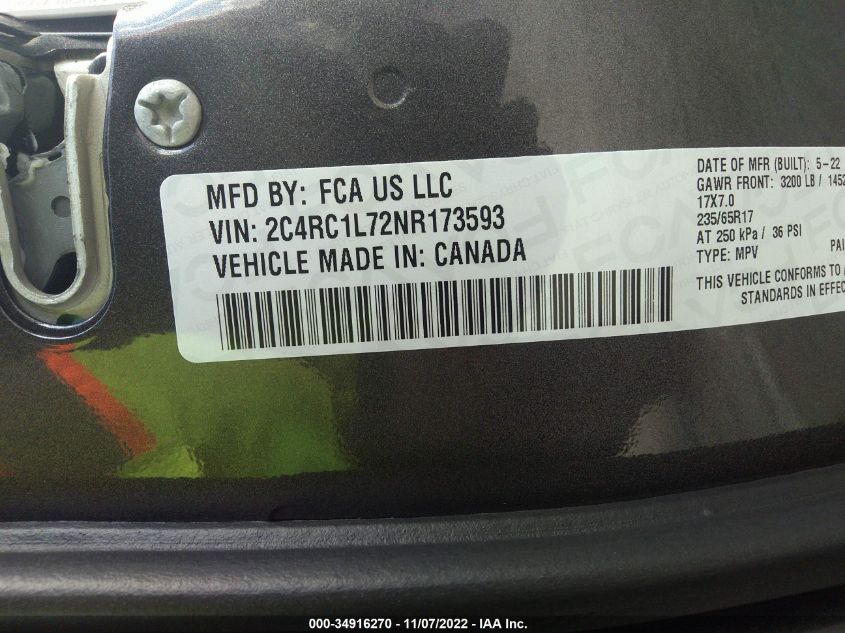 MFD BY: FCA US LLC
VIN: 2C4RC1L72NR173593
VEHICLE MADE IN: CANADA
DATE OF MFR (BUILT): 5-22
GAWR FRONT: 3200 LB / 1452
17X7.0
235/65R17
AT 250 kPa / 36 PSI
TYPE: MPV PAI
THIS VEHICLE CONFORMS TO A
STANDARDS IN EFFEC
000-34916270 - 11/07/2022 - IAA Inc.